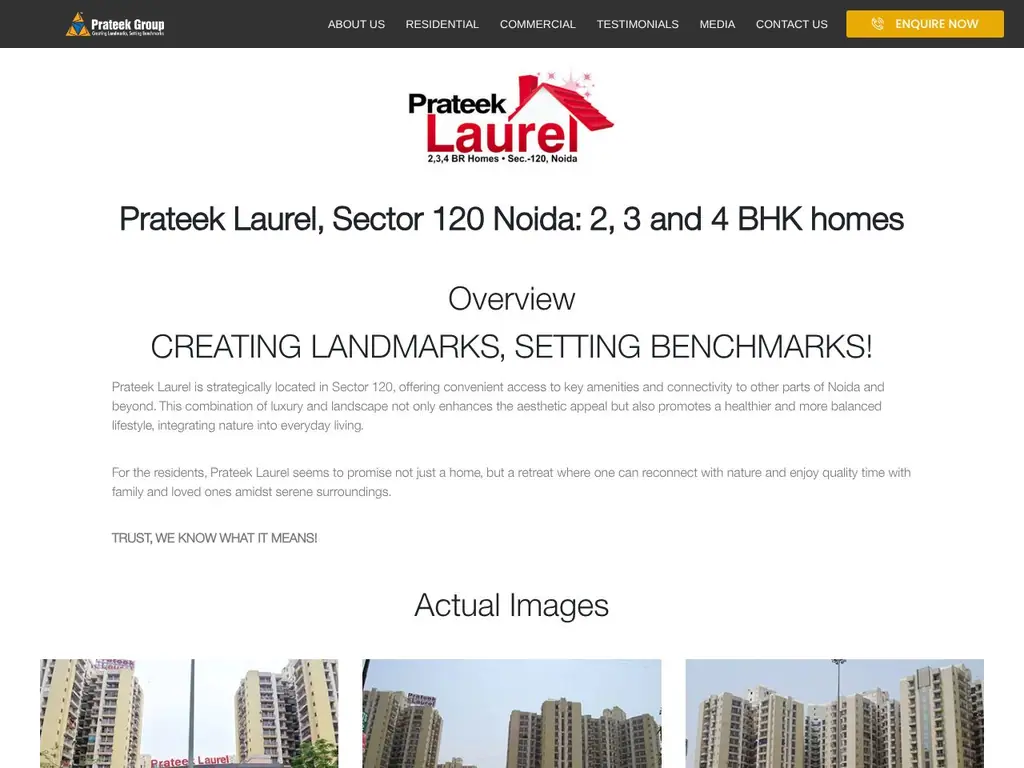 Prateek Group
Creating Landmarks, Setting Benchmarks
ABOUT US
RESIDENTIAL
COMMERCIAL
TESTIMONIALS
MEDIA
CONTACT US
ENQUIRE NOW
Prateek
Laurel
2,3,4 BR Homes • Sec.-120, Noida
Prateek Laurel, Sector 120 Noida: 2, 3 and 4 BHK homes
Overview
CREATING LANDMARKS, SETTING BENCHMARKS!
Prateek Laurel is strategically located in Sector 120, offering convenient access to key amenities and connectivity to other parts of Noida and
beyond. This combination of luxury and landscape not only enhances the aesthetic appeal but also promotes a healthier and more balanced
lifestyle, integrating nature into everyday living.
For the residents, Prateek Laurel seems to promise not just a home, but a retreat where one can reconnect with nature and enjoy quality time with
family and loved ones amidst serene surroundings.
TRUST, WE KNOW WHAT IT MEANS!
Actual Images
Prateek
Prateek Laurel
Prateek
Laurel